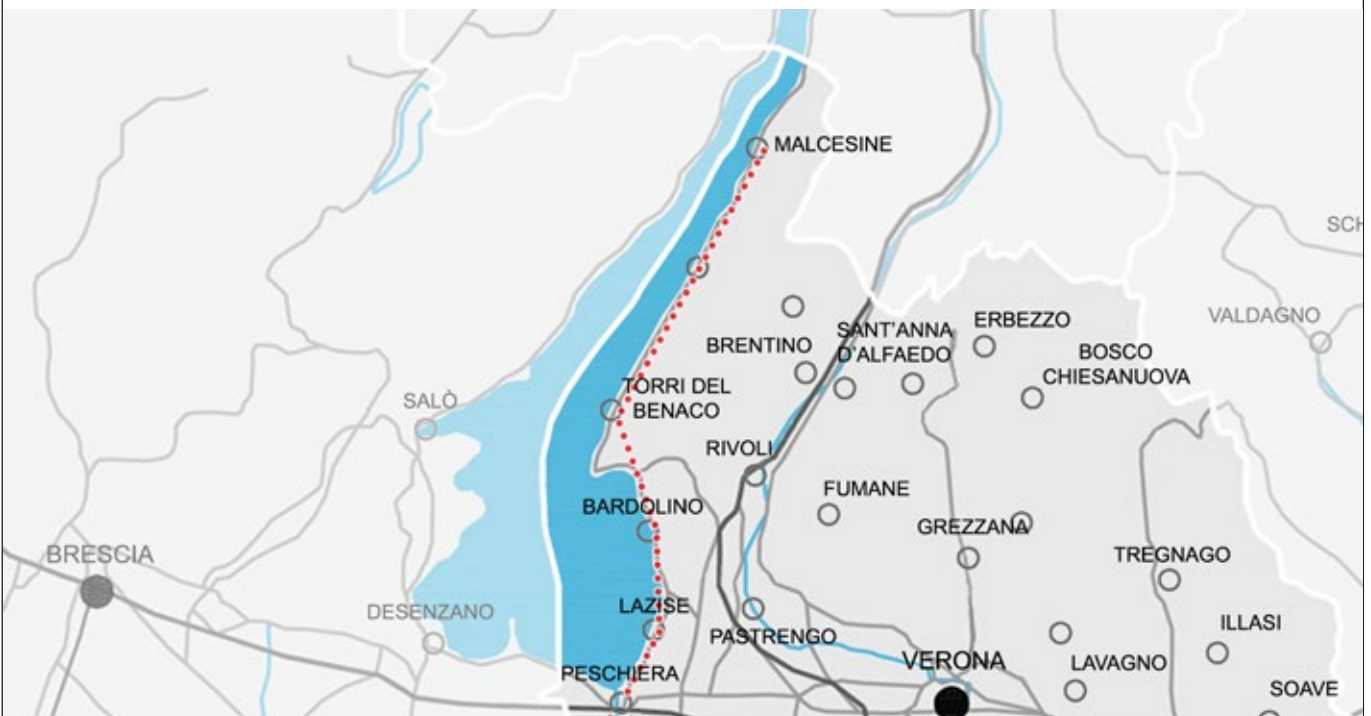 MALCESINE
SCH
VALDAGNO
ERBEZZO
SANT'ANNA
D'ALFAEDO
BRENTINO
BOSCO
CHIESANUOVA
TORRI DEL
BENACO
SALÒ
RIVOLI
FUMANE
BARDOLINO
GREZZANA
BRESCIA
TREGNAGO
DESENZANO
LAZISE
PASTRENGO
ILLASI
VERONA
LAVAGNO
PESCHIERA
SOAVE